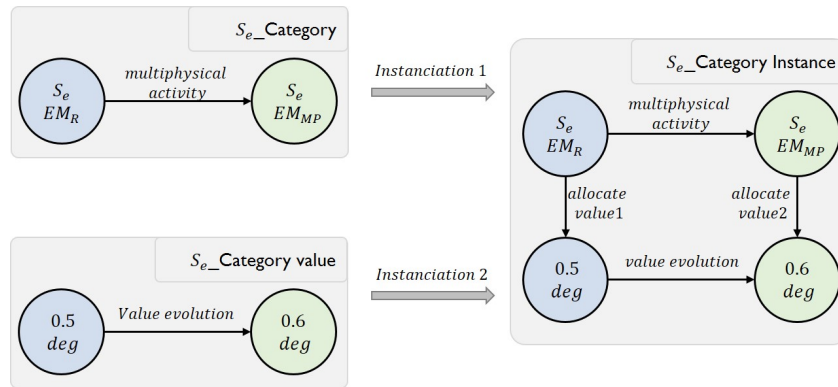 S_e_Category
multiphysical
activity
S_e
EM_R
S_e
EM_MP
Instanciation 1
S_e_Category value
Value evolution
0.5
deg
0.6
deg
Instanciation 2
S_e_Category Instance
multiphysical
activity
S_e
EM_R
S_e
EM_MP
allocate
value1
allocate
value2
value evolution
0.5
deg
0.6
deg